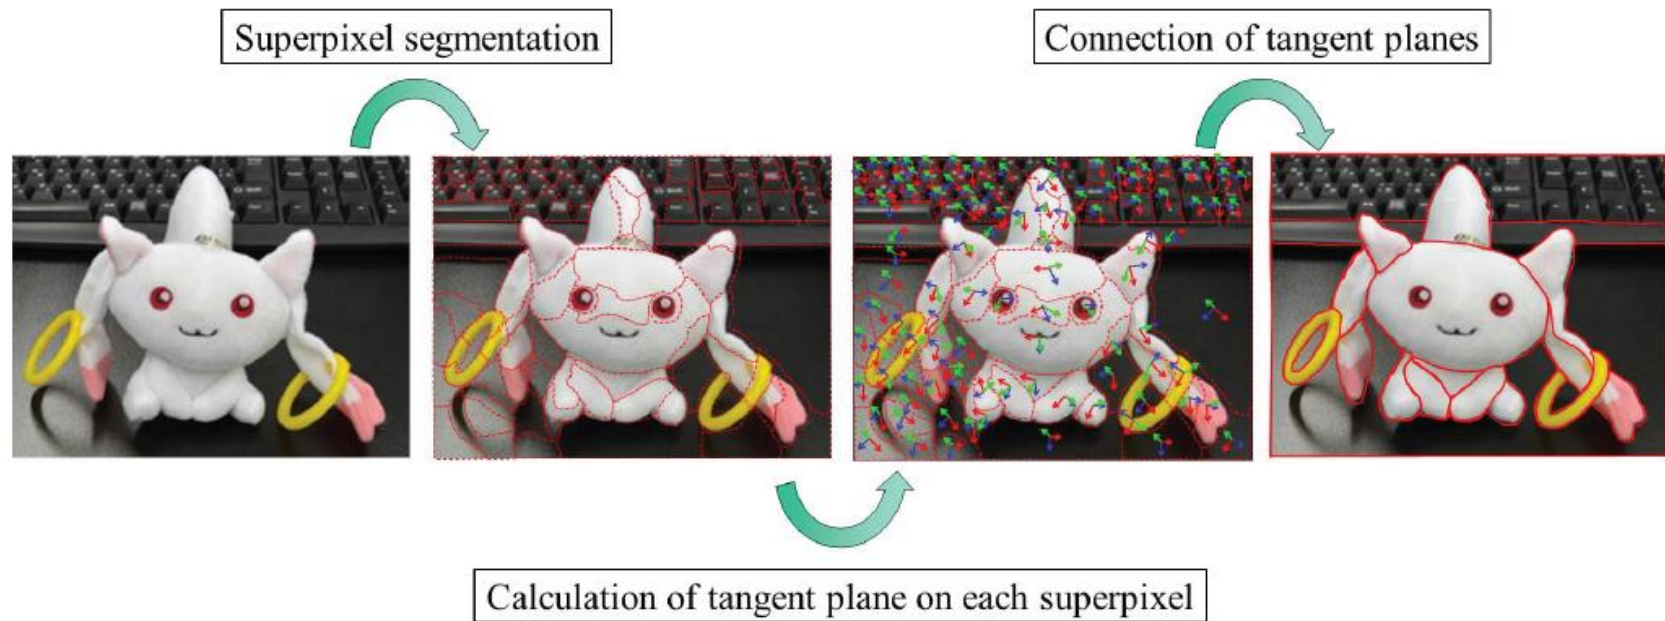 Superpixel segmentation
Connection of tangent planes
Calculation of tangent plane on each superpixel